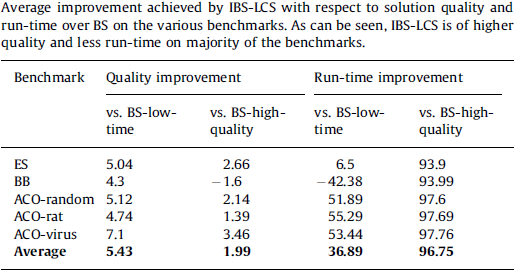 Average improvement achieved by IBS-LCS with respect to solution quality and
run-time over BS on the various benchmarks. As can be seen, IBS-LCS is of higher
quality and less run-time on majority of the benchmarks.
Benchmark Quality improvement Run-time improvement
vs. BS-low- vs. BS-high- vs. BS-low- vs. BS-high-
time quality time quality
ES 5.04 2.66 6.5 93.9
BB 4.3 −1.6 −42.38 93.99
ACO-random 5.12 2.14 51.89 97.6
ACO-rat 4.74 1.39 55.29 97.69
ACO-virus 7.1 3.46 53.44 97.76
Average 5.43 1.99 36.89 96.75